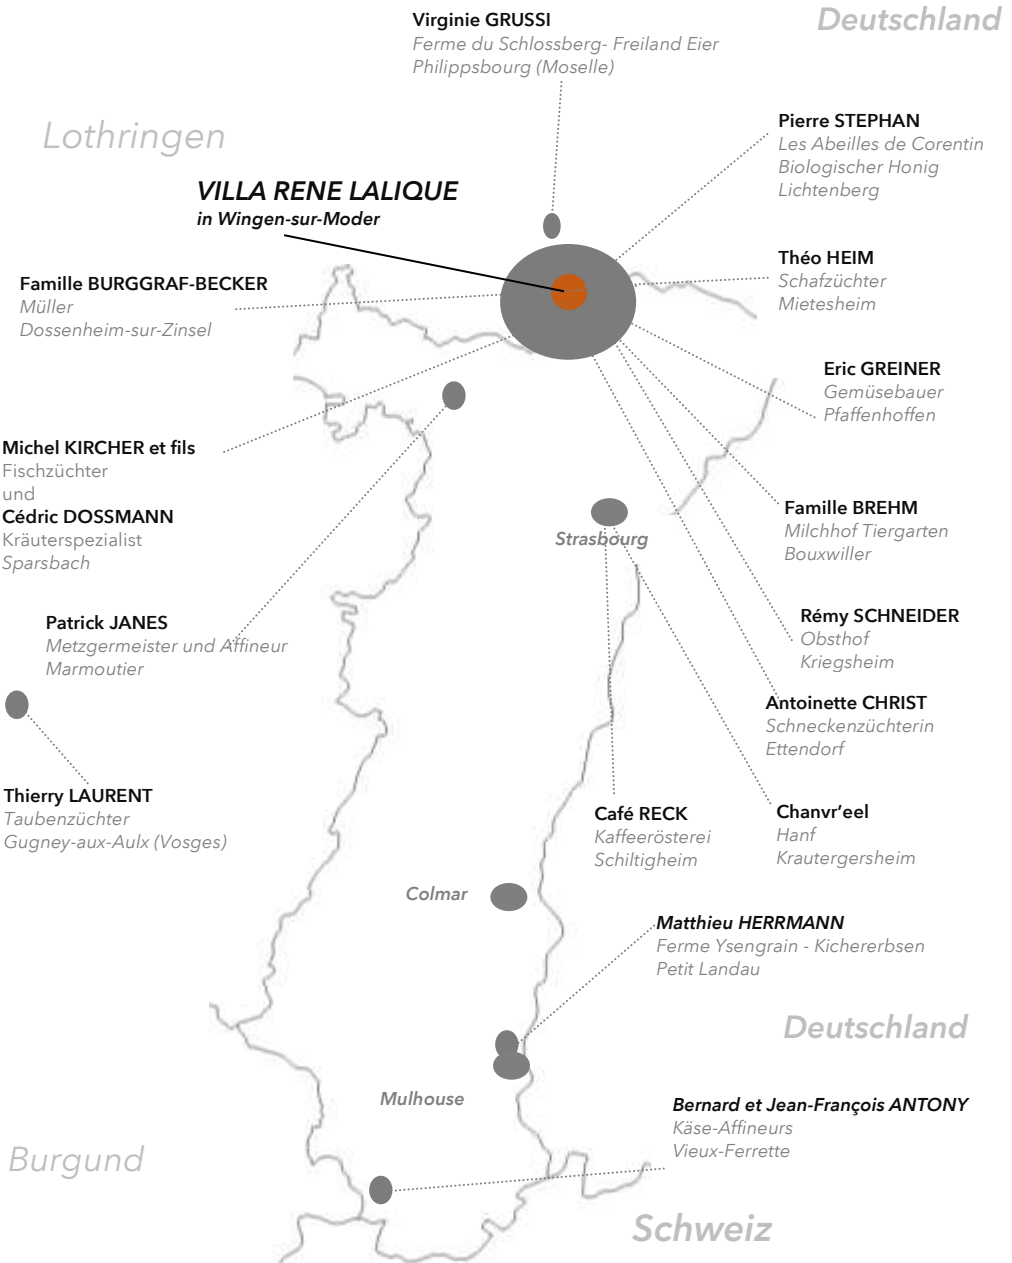 Virginie GRUSSI
Ferme du Schlossberg- Freiland Eier
Philippsbourg (Moselle)
Deutschland
Lothringen
Pierre STEPHAN
Les Abeilles de Corentin
Biologischer Honig
Lichtenberg
VILLA RENE LALIQUE
in Wingen-sur-Moder
Théo HEIM
Schafzüchter
Mietesheim
Famille BURGGRAF-BECKER
Müller
Dossenheim-sur-Zinsel
Eric GREINER
Gemüsebauer
Pfaffenhoffen
Michel KIRCHER et fils
Fischzüchter
und
Cédric DOSSMANN
Kräuterspezialist
Sparsbach
Famille BREHM
Milchhof Tiergarten
Bouxwiller
Strasbourg
Patrick JANES
Metzgermeister und Affineur
Marmoutier
Rémy SCHNEIDER
Obsthof
Kriegsheim
Antoinette CHRIST
Schneckenzüchterin
Ettendorf
Thierry LAURENT
Taubenzüchter
Gugney-aux-Aulx (Vosges)
Café RECK
Kaffeerösterei
Schiltigheim
Chanvr’eel
Hanf
Krautergersheim
Colmar
Matthieu HERRMANN
Ferme Ysengrain - Kichererbsen
Petit Landau
Deutschland
Mulhouse
Bernard et Jean-François ANTONY
Käse-Affineurs
Vieux-Ferrette
Burgund
Schweiz